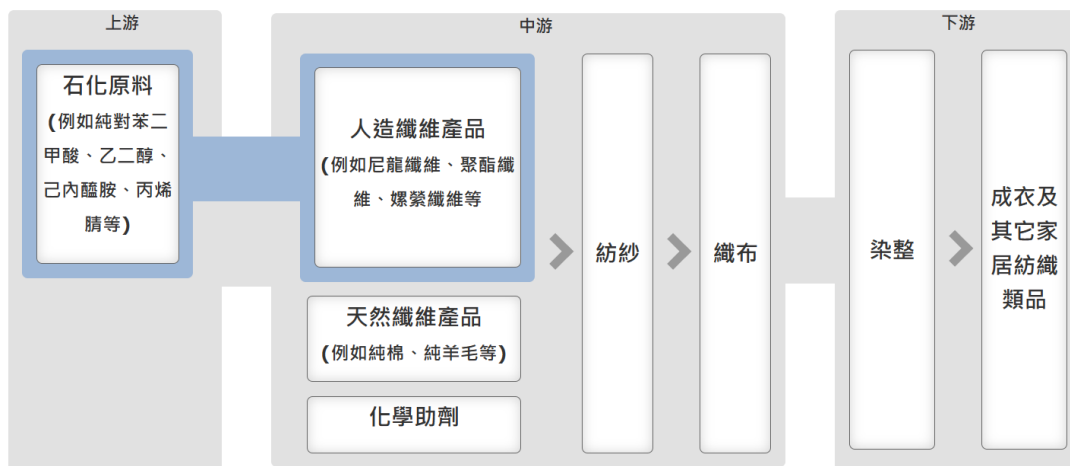 上游
石化原料
(例如純對苯二
甲酸、乙二醇、
己內醯胺、丙烯
腈等)
中游
人造纖維產品
(例如尼龍纖維、聚酯纖
維、嫘縈纖維等
天然纖維產品
(例如純棉、純羊毛等)
化學助劑
紡紗
織布
下游
染整
成衣及
其它家
居紡織
類品